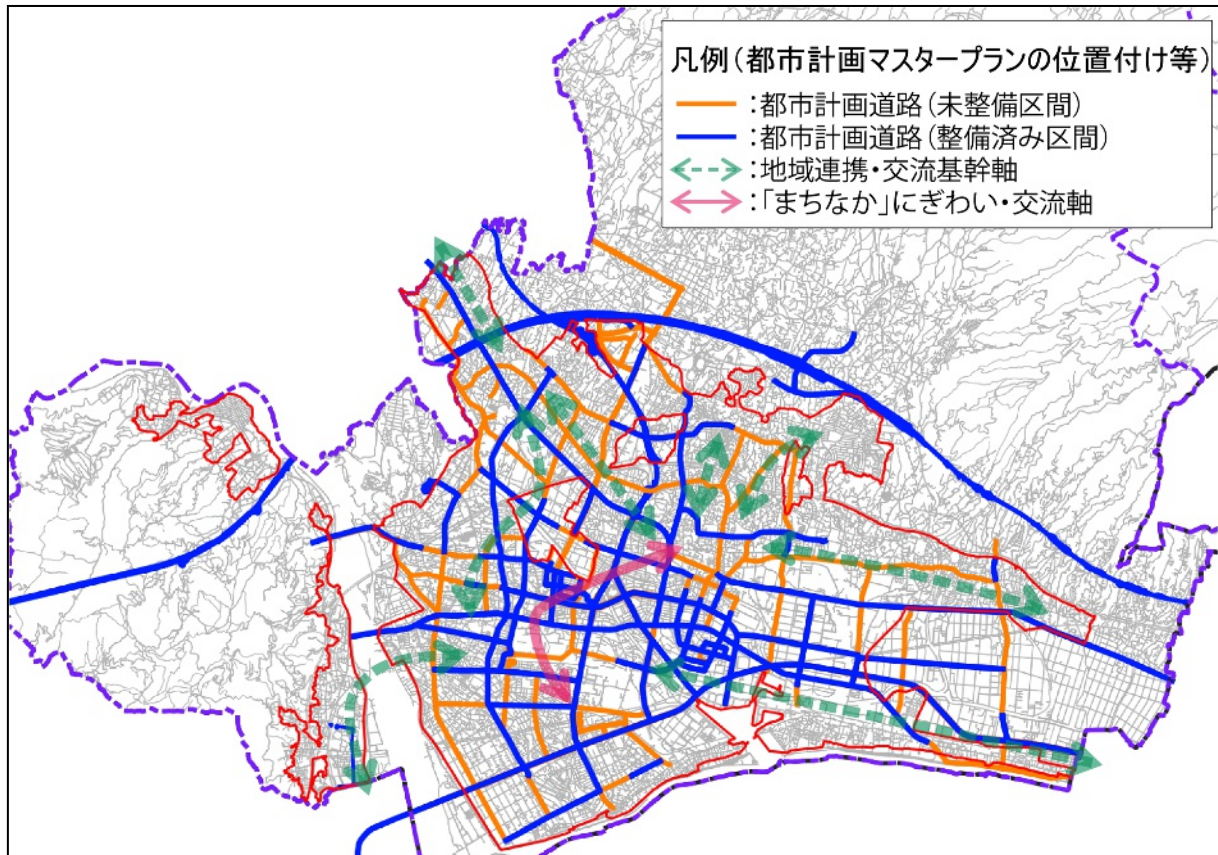 凡例（都市計画マスタープランの位置付け等）
：都市計画道路（未整備区間）
：都市計画道路（整備済み区間）
：地域連携・交流基幹軸
：「まちなか」にぎわい・交流軸